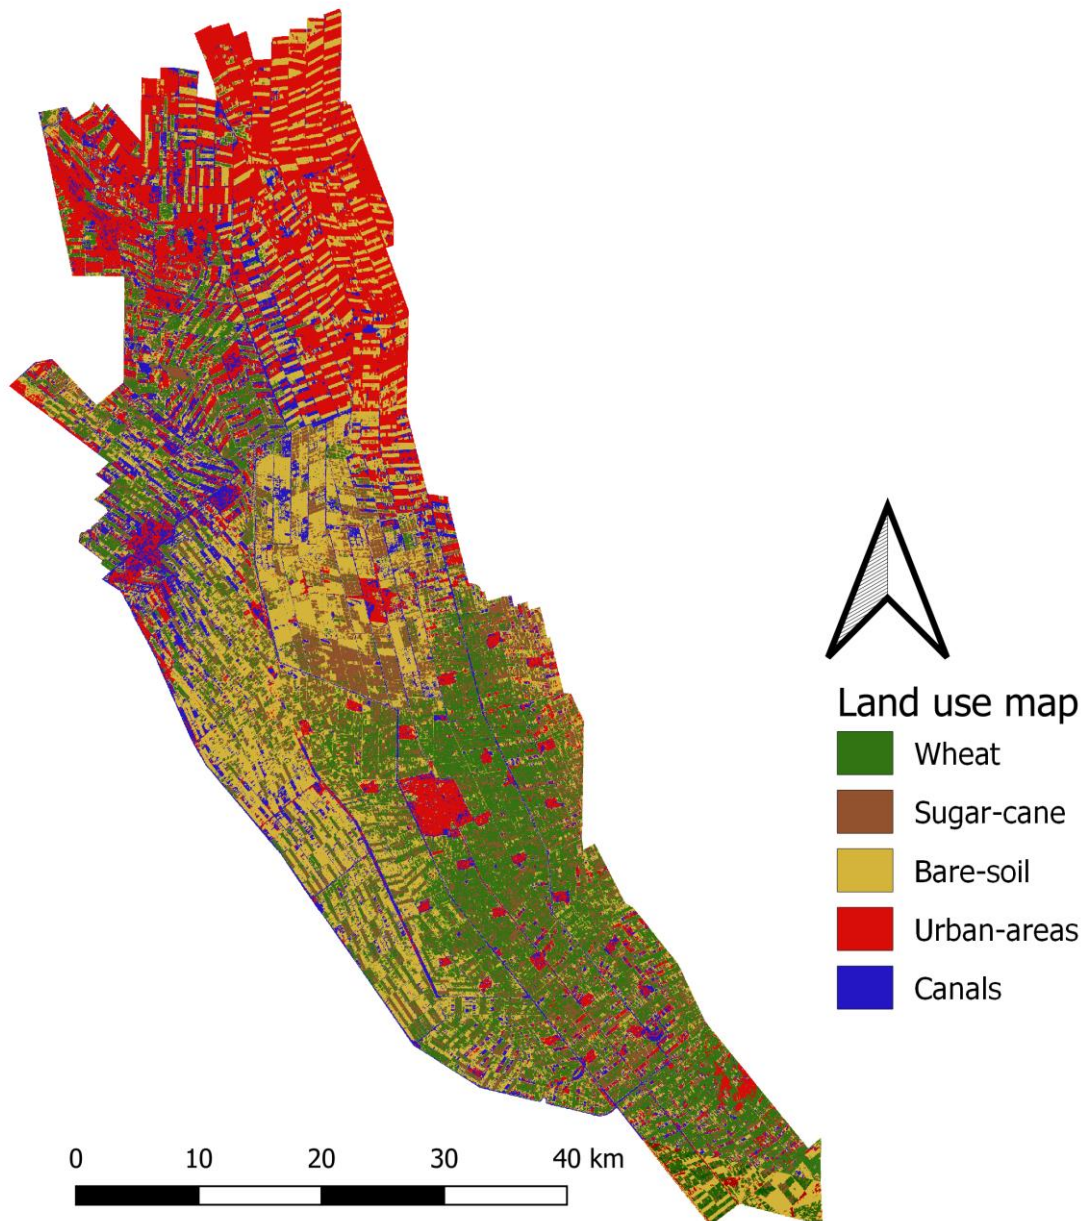 Land use map
Wheat
Sugar-cane
Bare-soil
Urban-areas
Canals
0 10 20 30 40 km